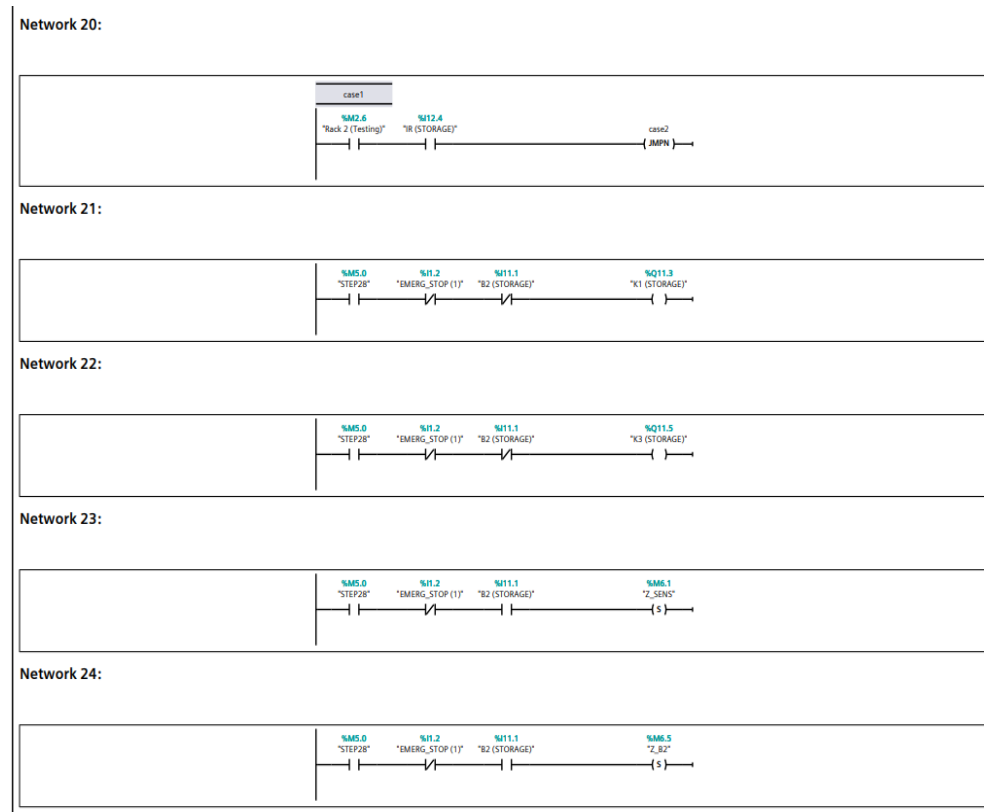 Network 20:
case1
%M2.6 %I12.4
"Rack 2 (Testing)" "IR (STORAGE)" case2
JMPN
Network 21:
%M5.0 %I1.2 %I11.1 %Q11.3
"STEP28" "EMERG_STOP (1)" "B2 (STORAGE)" "K1 (STORAGE)"
Network 22:
%M5.0 %I1.2 %I11.1 %Q11.5
"STEP28" "EMERG_STOP (1)" "B2 (STORAGE)" "K3 (STORAGE)"
Network 23:
%M5.0 %I1.2 %I11.1 %M6.1
"STEP28" "EMERG_STOP (1)" "B2 (STORAGE)" "Z_SENS"
S
Network 24:
%M5.0 %I1.2 %I11.1 %M6.5
"STEP28" "EMERG_STOP (1)" "B2 (STORAGE)" "Z_B2"
S